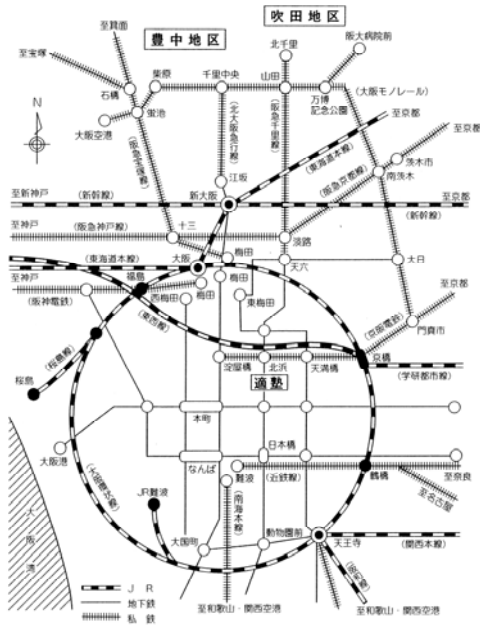 至箕面
豊中地区
吹田地区
至宝塚
北千里
阪大病院前
石橋
柴原
千里中央
山田
(大阪モノレール)
万博
記念公園
N
蛍池
大阪空港
至京都
(北大阪急行線)
(阪急千里線)
(阪急宝塚線)
(東海道本線)
至京都
茨木市
江坂
(阪急京都線)
南茨木
新大阪
至新神戸
(新幹線)
至京都
(新幹線)
至神戸
(阪急神戸線)
十三
淡路
(東海道本線)
大阪
梅田
至神戸
福島
梅田
天六
大日
(阪神電鉄)
西梅田
梅田
東梅田
至京都
(東西線)
(京阪電鉄)
門真市
(桜島線)
京橋
桜島
淀屋橋
北浜
天満橋
(学研都市線)
適塾
本町
大阪港
日本橋
なんば
難波
(近鉄線)
鶴橋
至奈良
至名古屋
(大阪環状線)
JR難波
(南海本線)
大阪湾
大国町
動物園前
天王寺
(関西本線)
(阪和線)
JR
地下鉄
私鉄
至和歌山・関西空港
至和歌山・関西空港